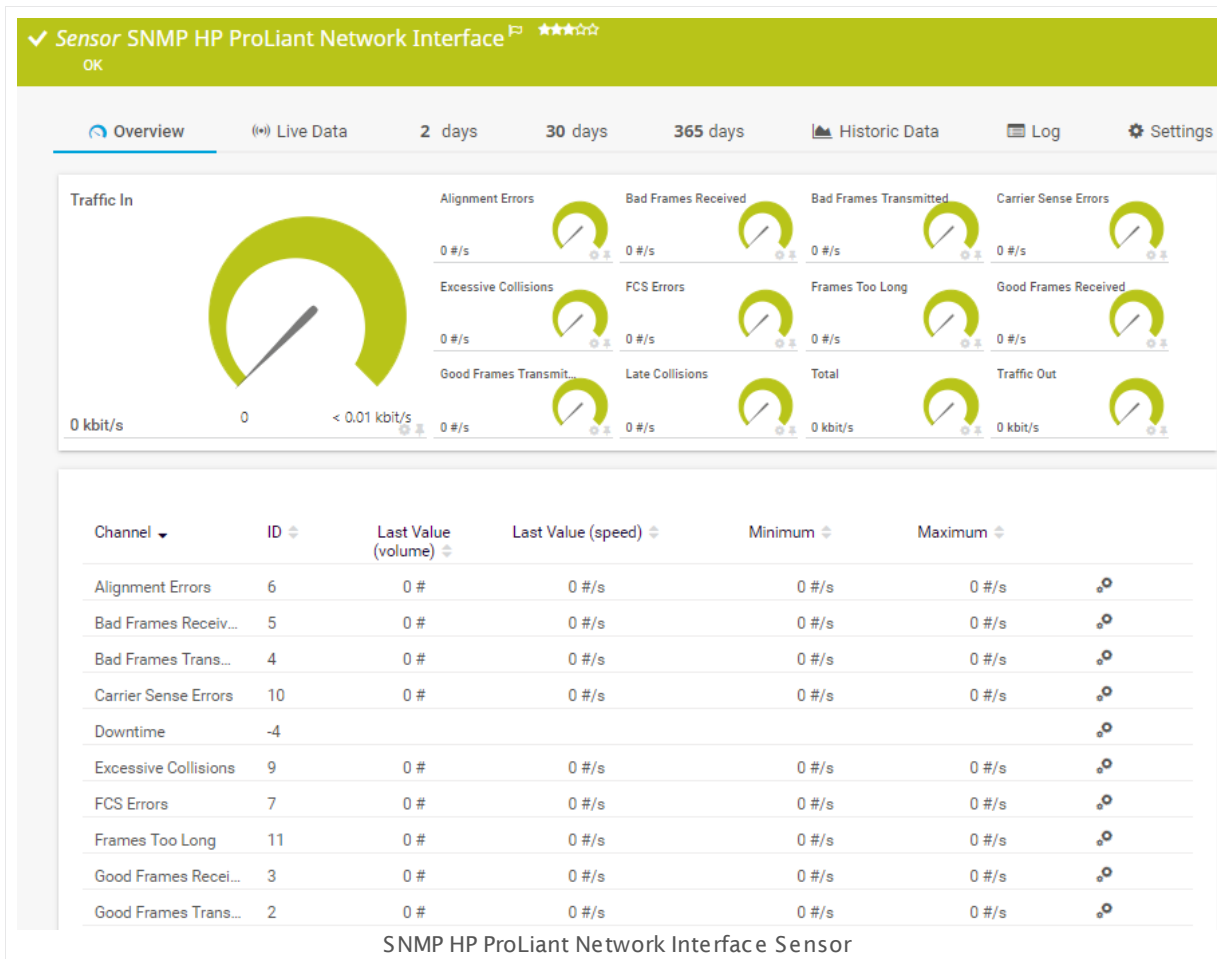 Sensor SNMP HP ProLiant Network Interface
OK
Overview
Live Data
2 days
30 days
365 days
Historic Data
Log
Settings
Traffic In
0 kbit/s
0
< 0.01 kbit/s
Alignment Errors
0 #/s
Bad Frames Received
0 #/s
Bad Frames Transmitted
0 #/s
Carrier Sense Errors
0 #/s
Excessive Collisions
0 #/s
FCS Errors
0 #/s
Frames Too Long
0 #/s
Good Frames Received
0 #/s
Good Frames Transmit...
0 #/s
Late Collisions
0 #/s
Total
0 kbit/s
Traffic Out
0 kbit/s
Channel ID Last Value (volume) Last Value (speed) Minimum Maximum
Alignment Errors 6 0 # 0 #/s 0 #/s 0 #/s
Bad Frames Receiv... 5 0 # 0 #/s 0 #/s 0 #/s
Bad Frames Trans... 4 0 # 0 #/s 0 #/s 0 #/s
Carrier Sense Errors 10 0 # 0 #/s 0 #/s 0 #/s
Downtime -4
Excessive Collisions 9 0 # 0 #/s 0 #/s 0 #/s
FCS Errors 7 0 # 0 #/s 0 #/s 0 #/s
Frames Too Long 11 0 # 0 #/s 0 #/s 0 #/s
Good Frames Recei... 3 0 # 0 #/s 0 #/s 0 #/s
Good Frames Trans... 2 0 # 0 #/s 0 #/s 0 #/s
SNMP HP ProLiant Network Interface Sensor